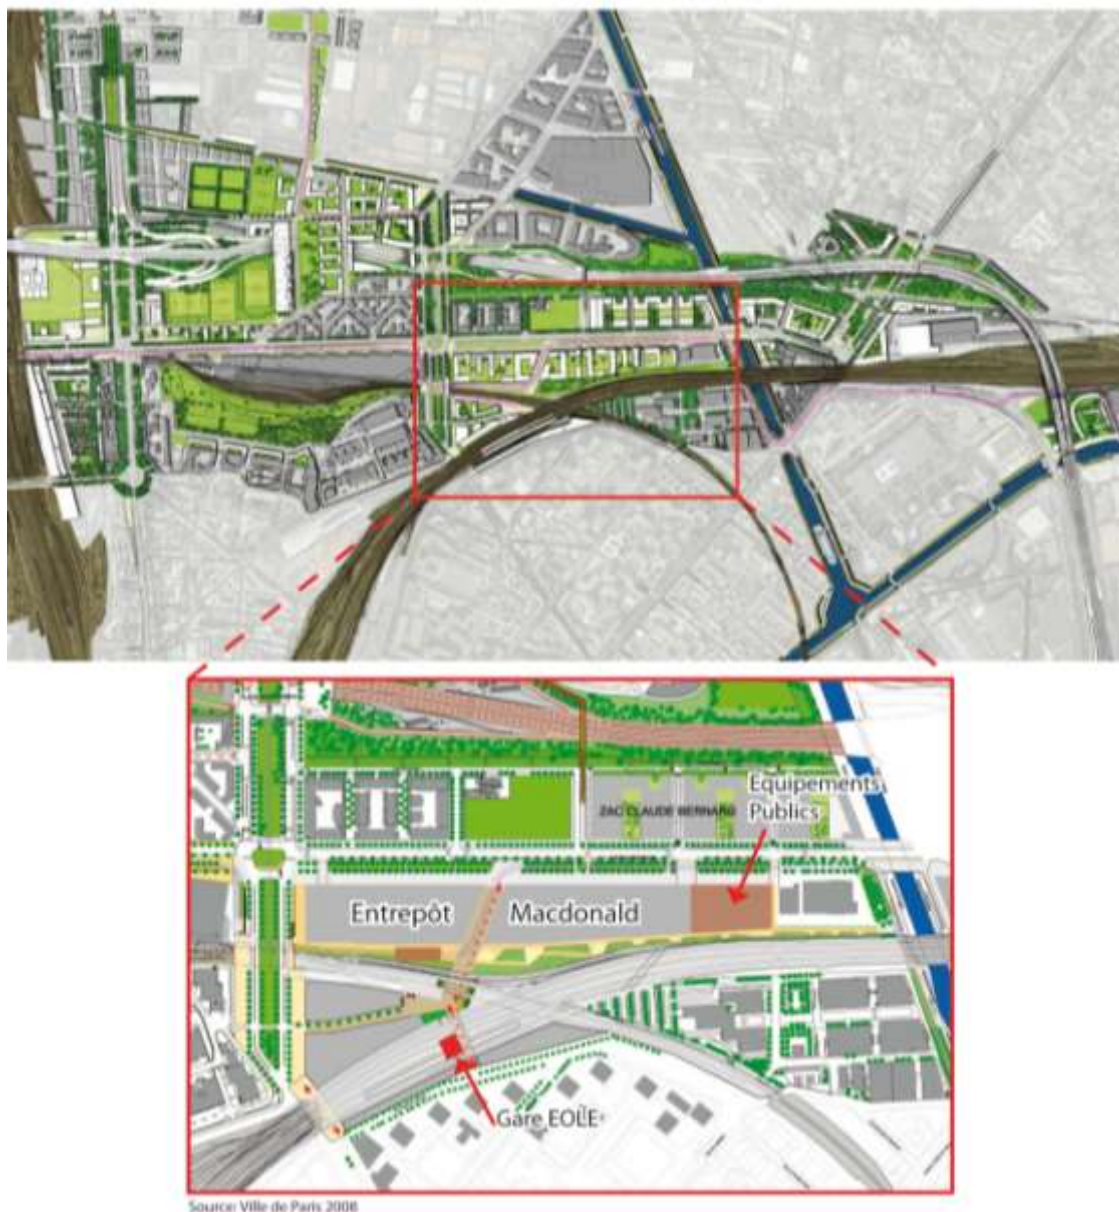 Equipements
Publics
ZAC CLAUDE BERNARD
Entrepôt Macdonald
Gare EOLE
Source: Ville de Paris 2008